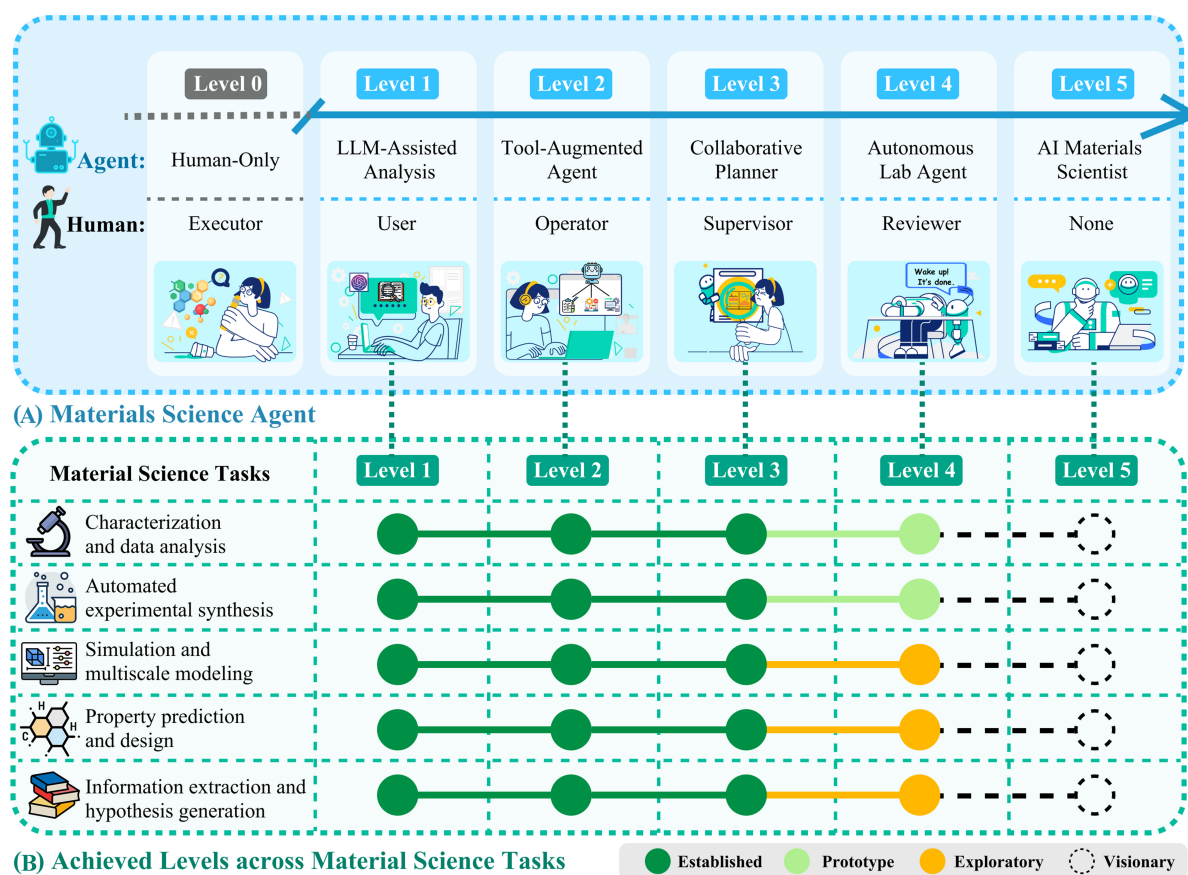 Level 0
Level 1
Level 2
Level 3
Level 4
Level 5
Agent:
Human-Only
LLM-Assisted
Analysis
Tool-Augmented
Agent
Collaborative
Planner
Autonomous
Lab Agent
AI Materials
Scientist
Human:
Executor
User
Operator
Supervisor
Reviewer
None
Wake up!
It's done.
(A) Materials Science Agent
Material Science Tasks
Level 1
Level 2
Level 3
Level 4
Level 5
Characterization
and data analysis
Automated
experimental synthesis
Simulation and
multiscale modeling
H
H
C
Property prediction
and design
Information extraction and
hypothesis generation
(B) Achieved Levels across Material Science Tasks
Established
Prototype
Exploratory
Visionary